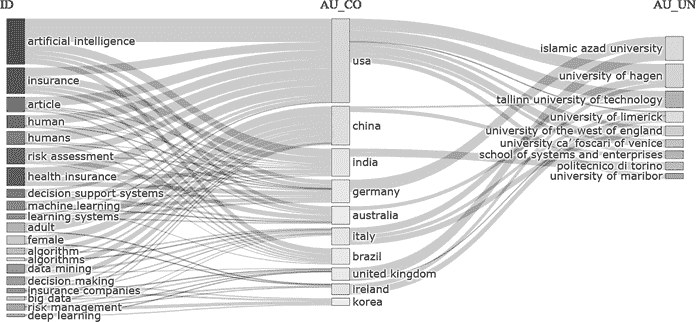 ID
AU_CO
AU_UN
artificial intelligence
insurance
article
human
humans
risk assessment
health insurance
decision support systems
machine learning
learning systems
adult
female
algorithm
algorithms
data mining
decision making
insurance companies
big data
risk management
deep learning
usa
china
india
germany
australia
italy
brazil
united kingdom
ireland
korea
islamic azad university
university of hagen
tallinn university of technology
university of limerick
university of the west of england
university ca' foscari of venice
school of systems and enterprises
politecnico di torino
university of maribor